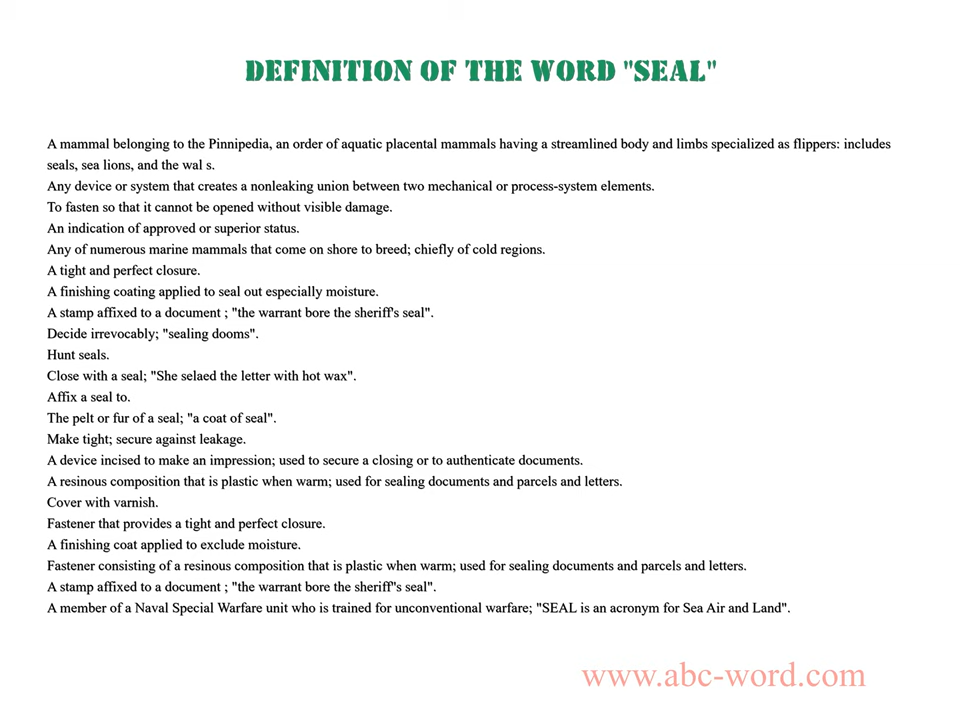 DEFINITION OF THE WORD "SEAL"
A mammal belonging to the Pinnipedia, an order of aquatic placental mammals having a streamlined body and limbs specialized as flippers: includes
seals, sea lions, and the wal s.
Any device or system that creates a nonleaking union between two mechanical or process-system elements.
To fasten so that it cannot be opened without visible damage.
An indication of approved or superior status.
Any of numerous marine mammals that come on shore to breed; chiefly of cold regions.
A tight and perfect closure.
A finishing coating applied to seal out especially moisture.
A stamp affixed to a document ; "the warrant bore the sheriff's seal".
Decide irrevocably; "sealing dooms".
Hunt seals.
Close with a seal; "She selaed the letter with hot wax".
Affix a seal to.
The pelt or fur of a seal; "a coat of seal".
Make tight; secure against leakage.
A device incised to make an impression; used to secure a closing or to authenticate documents.
A resinous composition that is plastic when warm; used for sealing documents and parcels and letters.
Cover with varnish.
Fastener that provides a tight and perfect closure.
A finishing coat applied to exclude moisture.
Fastener consisting of a resinous composition that is plastic when warm; used for sealing documents and parcels and letters.
A stamp affixed to a document ; "the warrant bore the sheriff"s seal".
A member of a Naval Special Warfare unit who is trained for unconventional warfare; "SEAL is an acronym for Sea Air and Land".
www.abc-word.com